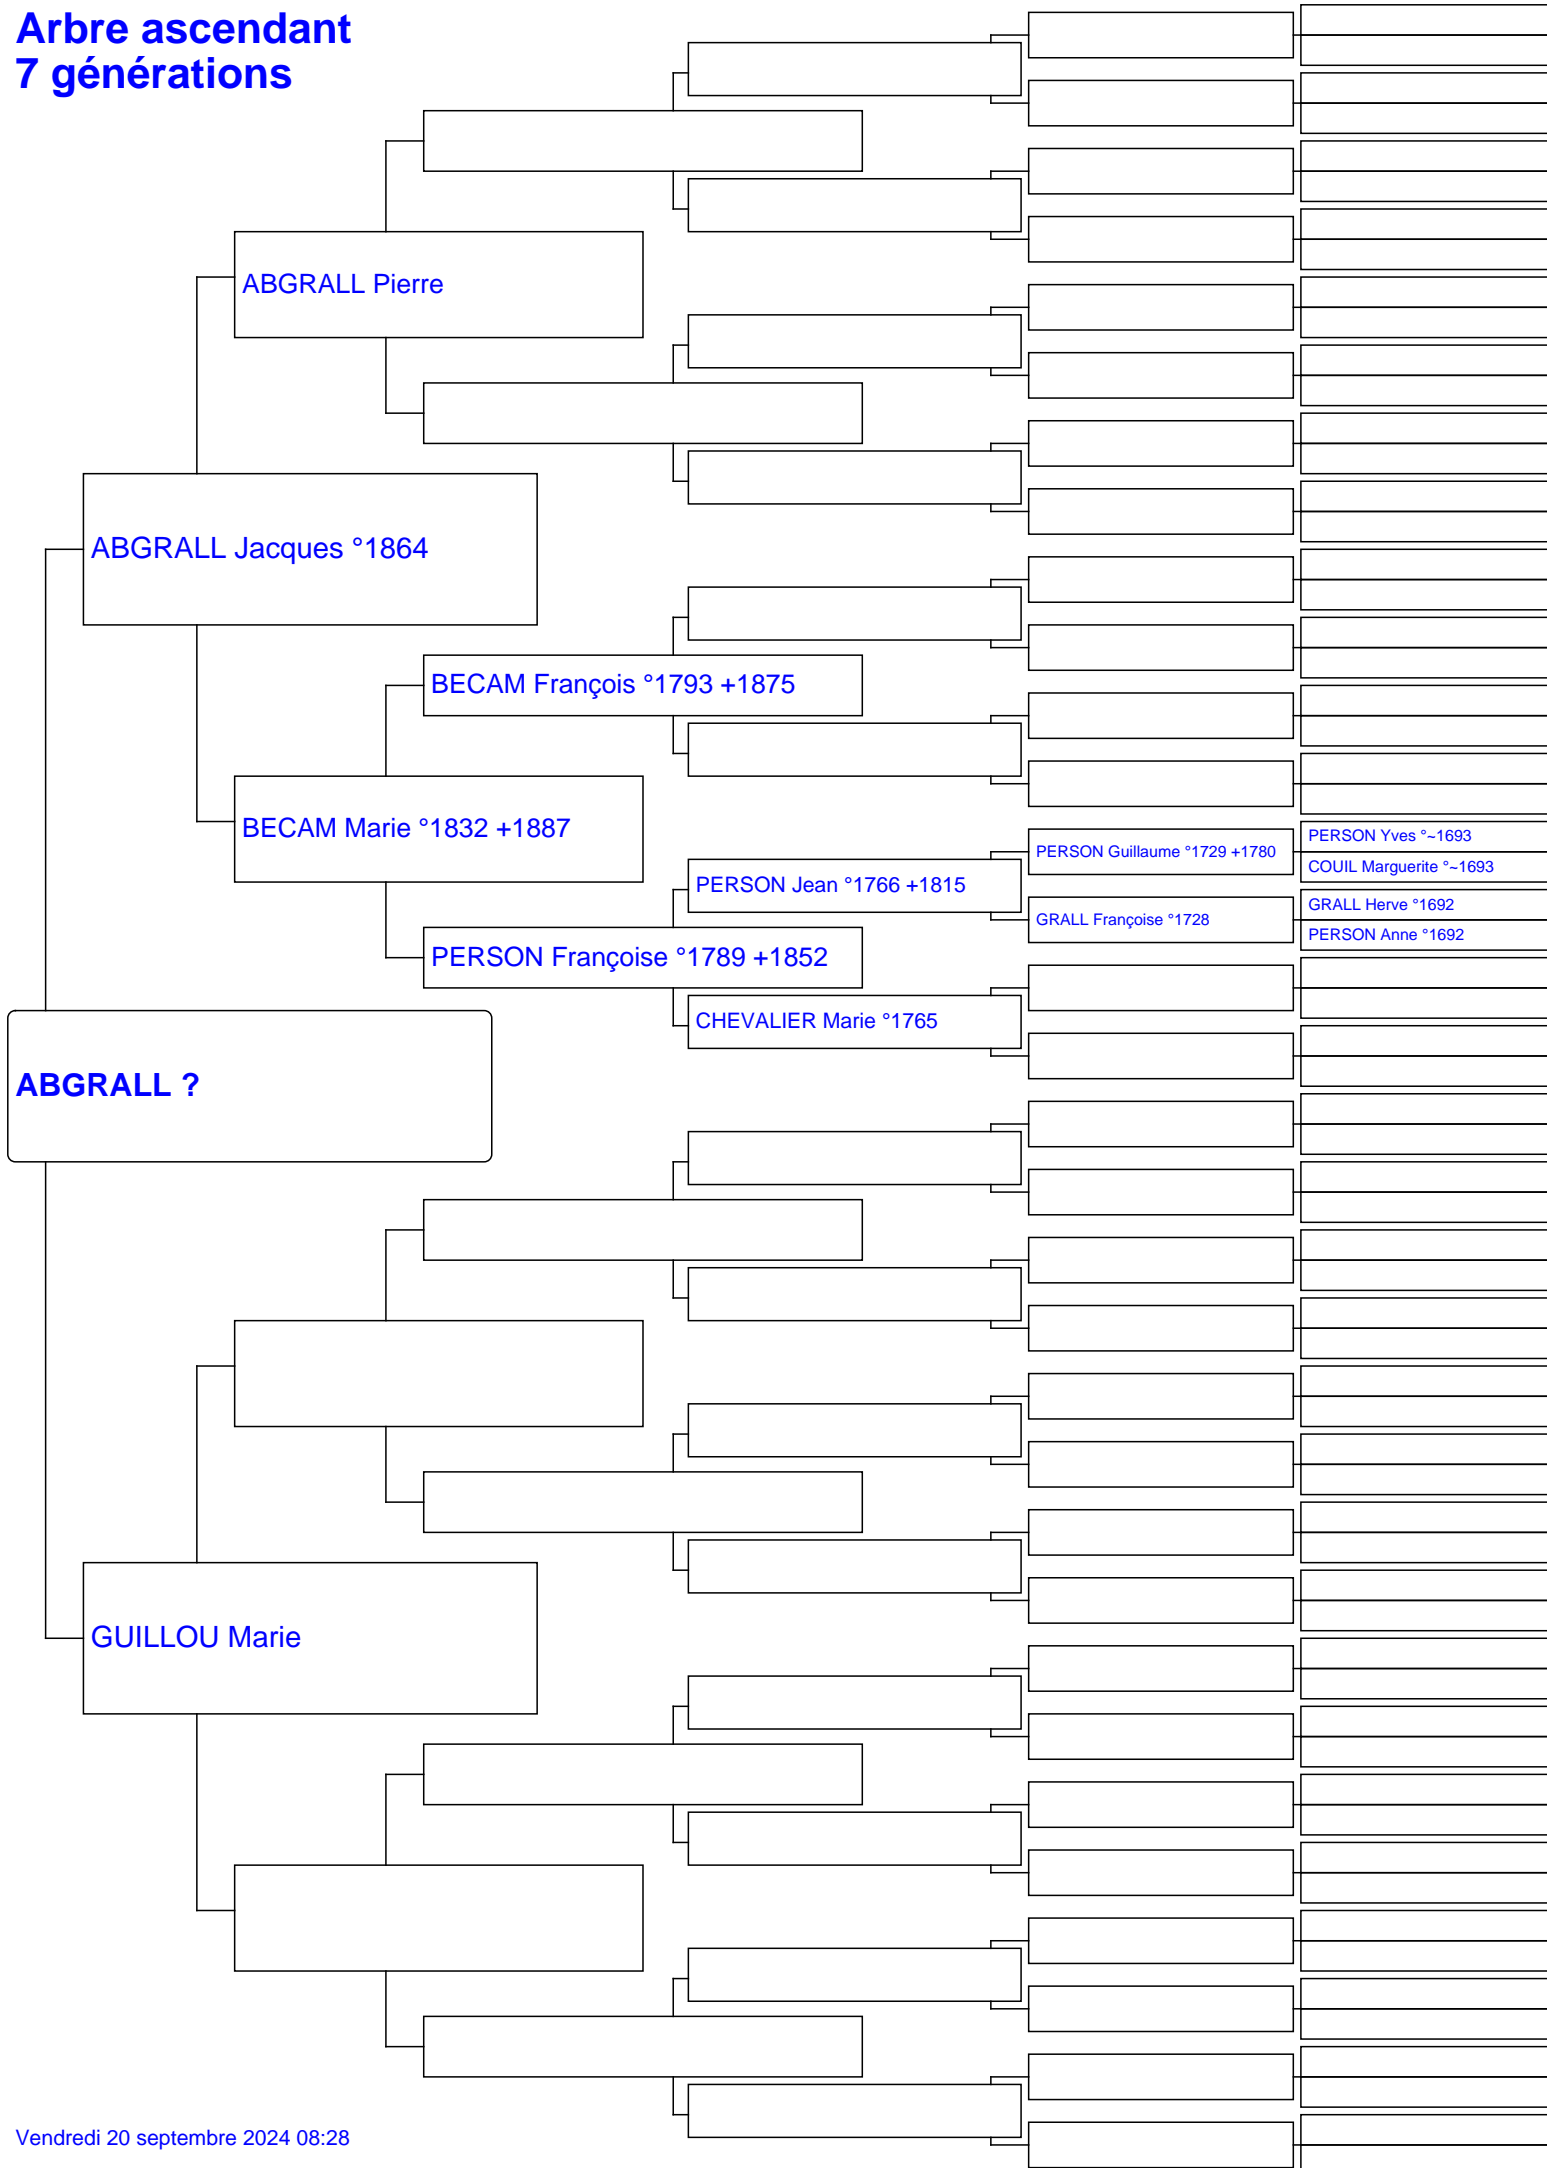 Arbre ascendant
7 générations
ABGRALL Pierre
ABGRALL Jacques °1864
BECAM François °1793 +1875
BECAM Marie °1832 +1887
PERSON Yves °~1693
PERSON Guillaume °1729 +1780
COUIL Marguerite °~1693
PERSON Jean °1766 +1815
GRALL Herve °1692
GRALL Françoise °1728
PERSON Anne °1692
PERSON Françoise °1789 +1852
CHEVALIER Marie °1765
ABGRALL ?
GUILLOU Marie
Vendredi 20 septembre 2024 08:28